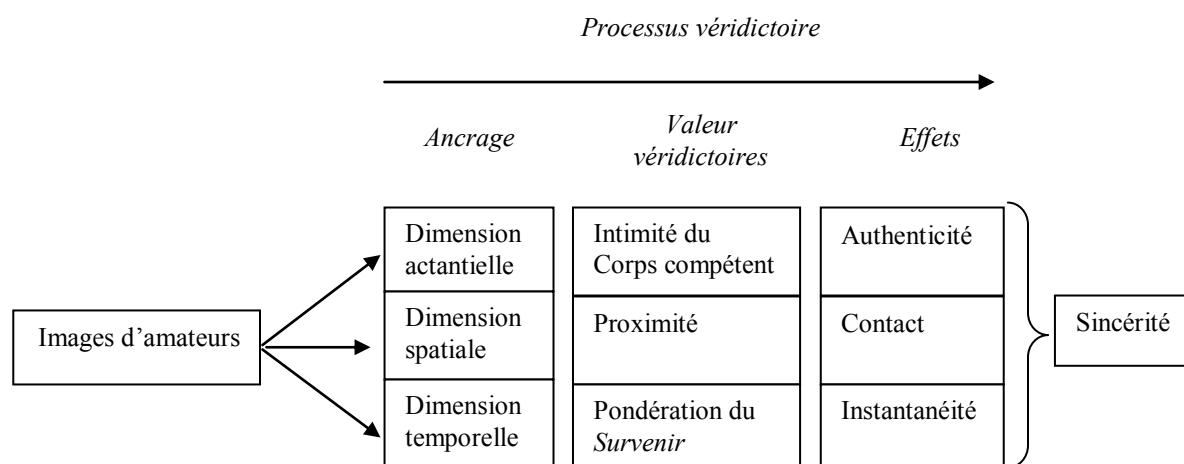 Processus véridictoire
Ancrage
Valeur
véridictoires
Effets
Images d'amateurs
Dimension
actantielle
Intimité du
Corps compétent
Authenticité
Dimension
spatiale
Proximité
Contact
Dimension
temporelle
Pondération du
Survenir
Instantanéité
Sincérité